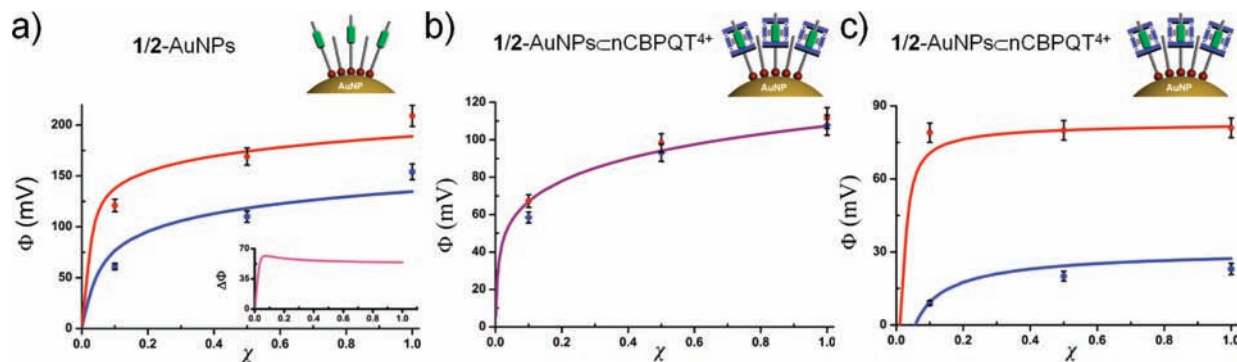 a)
1/2-AuNPs
AuNP
Φ (mV)
200
150
100
50
0
0.0 0.2 0.4 0.6 0.8 1.0
χ
ΔΦ
70
35
0
0.0 0.2 0.4 0.6 0.8 1.0
b)
1/2-AuNPs⊂nCBPQT4+
AuNP
Φ (mV)
120
100
80
60
40
20
0
0.0 0.2 0.4 0.6 0.8 1.0
χ
c)
1/2-AuNPs⊂nCBPQT4+
AuNP
Φ (mV)
90
60
30
0
0.0 0.2 0.4 0.6 0.8 1.0
χ